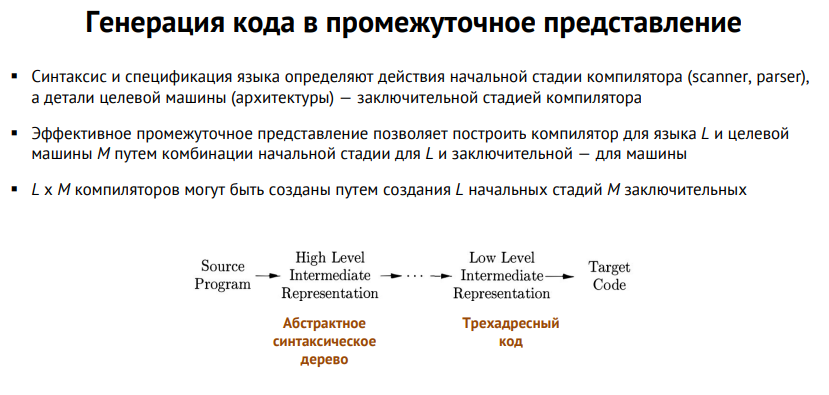 Генерация кода в промежуточное представление
▪ Синтаксис и спецификация языка определяют действия начальной стадии компилятора (scanner, parser),
а детали целевой машины (архитектуры) — заключительной стадией компилятора
▪ Эффективное промежуточное представление позволяет построить компилятор для языка L и целевой
машины M путем комбинации начальной стадии для L и заключительной — для машины
▪ L x M компиляторов могут быть созданы путем создания L начальных стадий M заключительных
Source
Program
High Level
Intermediate
Representation
...
Low Level
Intermediate
Representation
Target
Code
Абстрактное
синтаксическое
дерево
Трехадресный
код